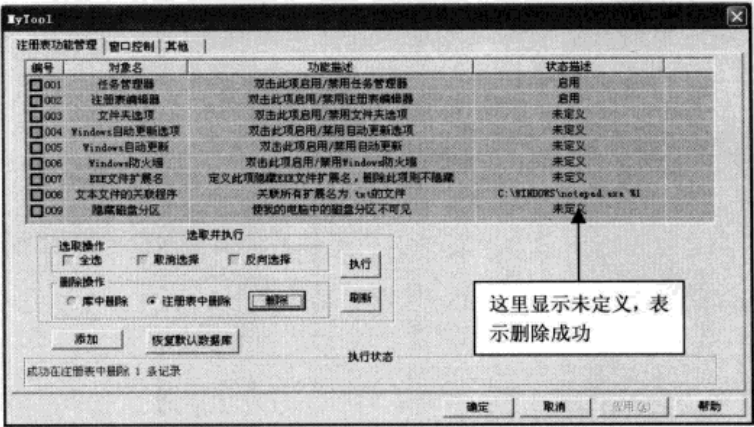 MyTool
注册表功能管理 窗口控制 其他
编号 对象名 功能描述 状态描述
001 任务管理器 双击此项启用/禁用任务管理器 启用
002 注册表编辑器 双击此项启用/禁用注册表编辑器 启用
003 文件夹选项 双击此项启用/禁用文件夹选项 未定义
004 Windows自动更新选项 双击此项启用/禁用自动更新选项 未定义
005 Windows自动更新 双击此项启用/禁用自动更新 未定义
006 Windows防火墙 双击此项启用/禁用Windows防火墙 未定义
007 EXE文件扩展名 定义此项隐藏EXE文件扩展名，删除此项则不隐藏 未定义
008 文本文件的关联程序 关联所有扩展名为 txt的文件 C:\WINDOWS\notepad.exe %1
009 隐藏磁盘分区 使我的电脑中的磁盘分区不可见 未定义
选取并执行
选取操作
全选 取消选择 反向选择 执行
删除操作
库中删除 注册表中删除 删除 刷新
这里显示未定义，表
示删除成功
添加 恢复默认数据库
执行状态
成功在注册表中删除 1 条记录
确定 取消 应用(A) 帮助